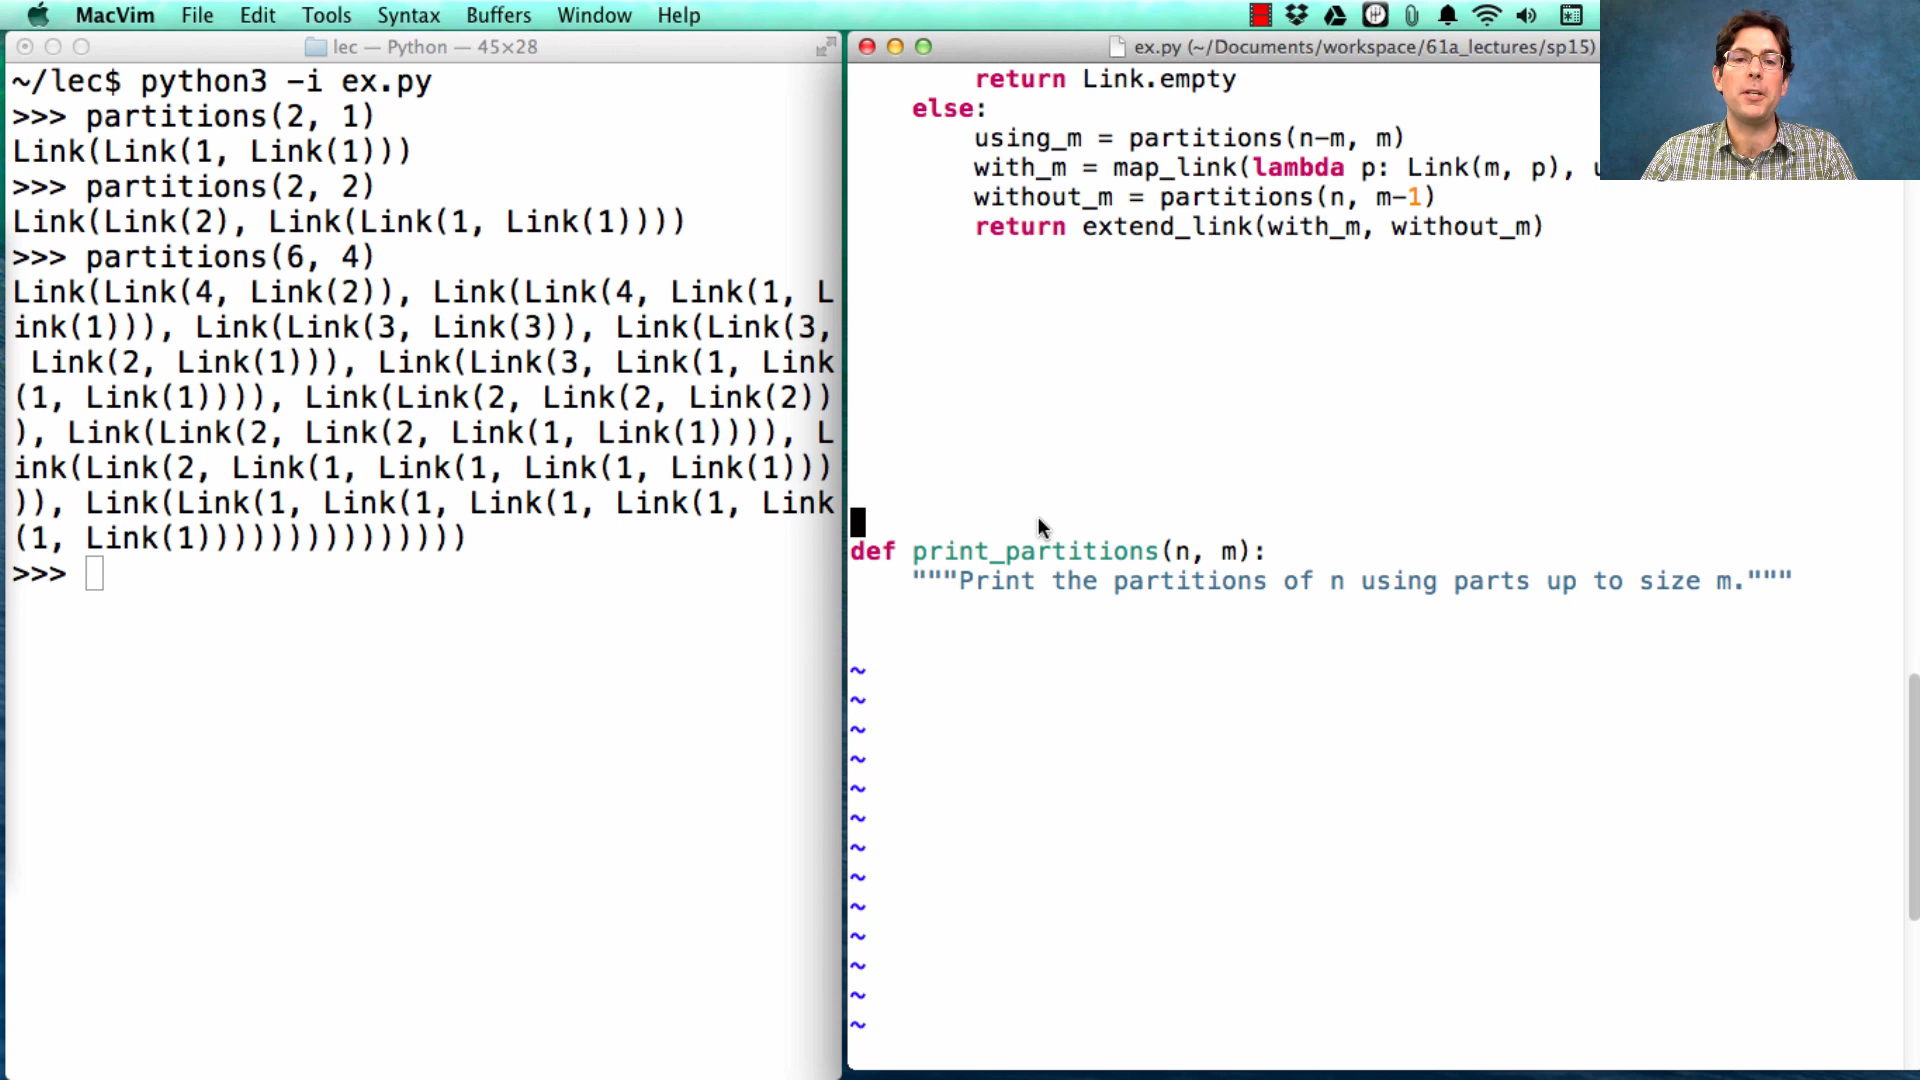 MacVim File Edit Tools Syntax Buffers Window Help
lec — Python — 45×28
~/lec$ python3 -i ex.py
>>> partitions(2, 1)
Link(Link(1, Link(1)))
>>> partitions(2, 2)
Link(Link(2), Link(Link(1, Link(1))))
>>> partitions(6, 4)
Link(Link(4, Link(2)), Link(Link(4, Link(1, L
ink(1))), Link(Link(3, Link(3)), Link(Link(3,
 Link(2, Link(1))), Link(Link(3, Link(1, Link
(1, Link(1)))), Link(Link(2, Link(2, Link(2))
), Link(Link(2, Link(2, Link(1, Link(1)))), L
ink(Link(2, Link(1, Link(1, Link(1, Link(1)))
)), Link(Link(1, Link(1, Link(1, Link(1, Link
(1, Link(1)))))))))))))))
>>>
ex.py (~/Documents/workspace/61a_lectures/sp15)
return Link.empty
else:
using_m = partitions(n-m, m)
with_m = map_link(lambda p: Link(m, p),
without_m = partitions(n, m-1)
return extend_link(with_m, without_m)
def print_partitions(n, m):
"""Print the partitions of n using parts up to size m."""
~
~
~
~
~
~
~
~
~
~
~
~
~